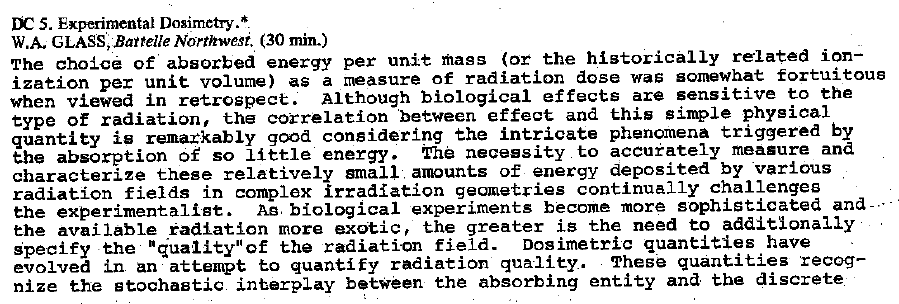 DC 5. Experimental Dosimetry.*
W.A. GLASS, Battelle Northwest. (30 min.)
The choice of absorbed energy per unit mass (or the historically related ion-
ization per unit volume) as a measure of radiation dose was somewhat fortuitous
when viewed in retrospect. Although biological effects are sensitive to the
type of radiation, the correlation between effect and this simple physical
quantity is remarkably good considering the intricate phenomena triggered by
the absorption of so little energy. The necessity to accurately measure and
characterize these relatively small amounts of energy deposited by various
radiation fields in complex irradiation geometries continually challenges
the experimentalist. As biological experiments become more sophisticated and
the available radiation more exotic, the greater is the need to additionally
specify the "quality"of the radiation field. Dosimetric quantities have
evolved in an attempt to quantify radiation quality. These quantities recog-
nize the stochastic interplay between the absorbing entity and the discrete